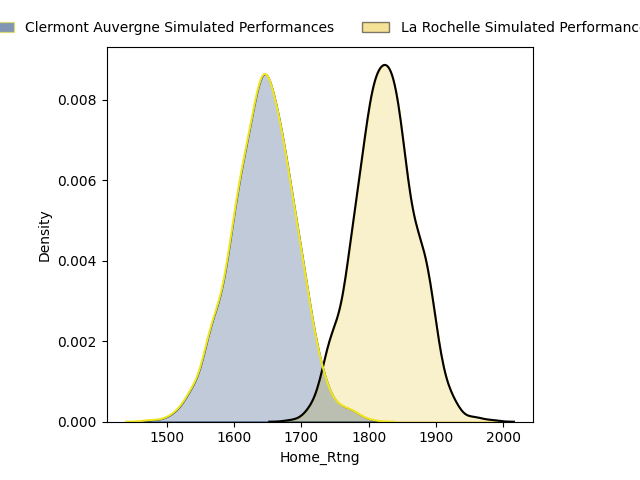 Clermont Auvergne Simulated Performances La Rochelle Simulated Performanc
0.008
0.006
0.004
0.002
0.000
Density
1500 1600 1700 1800 1900 2000
Home_Rtng